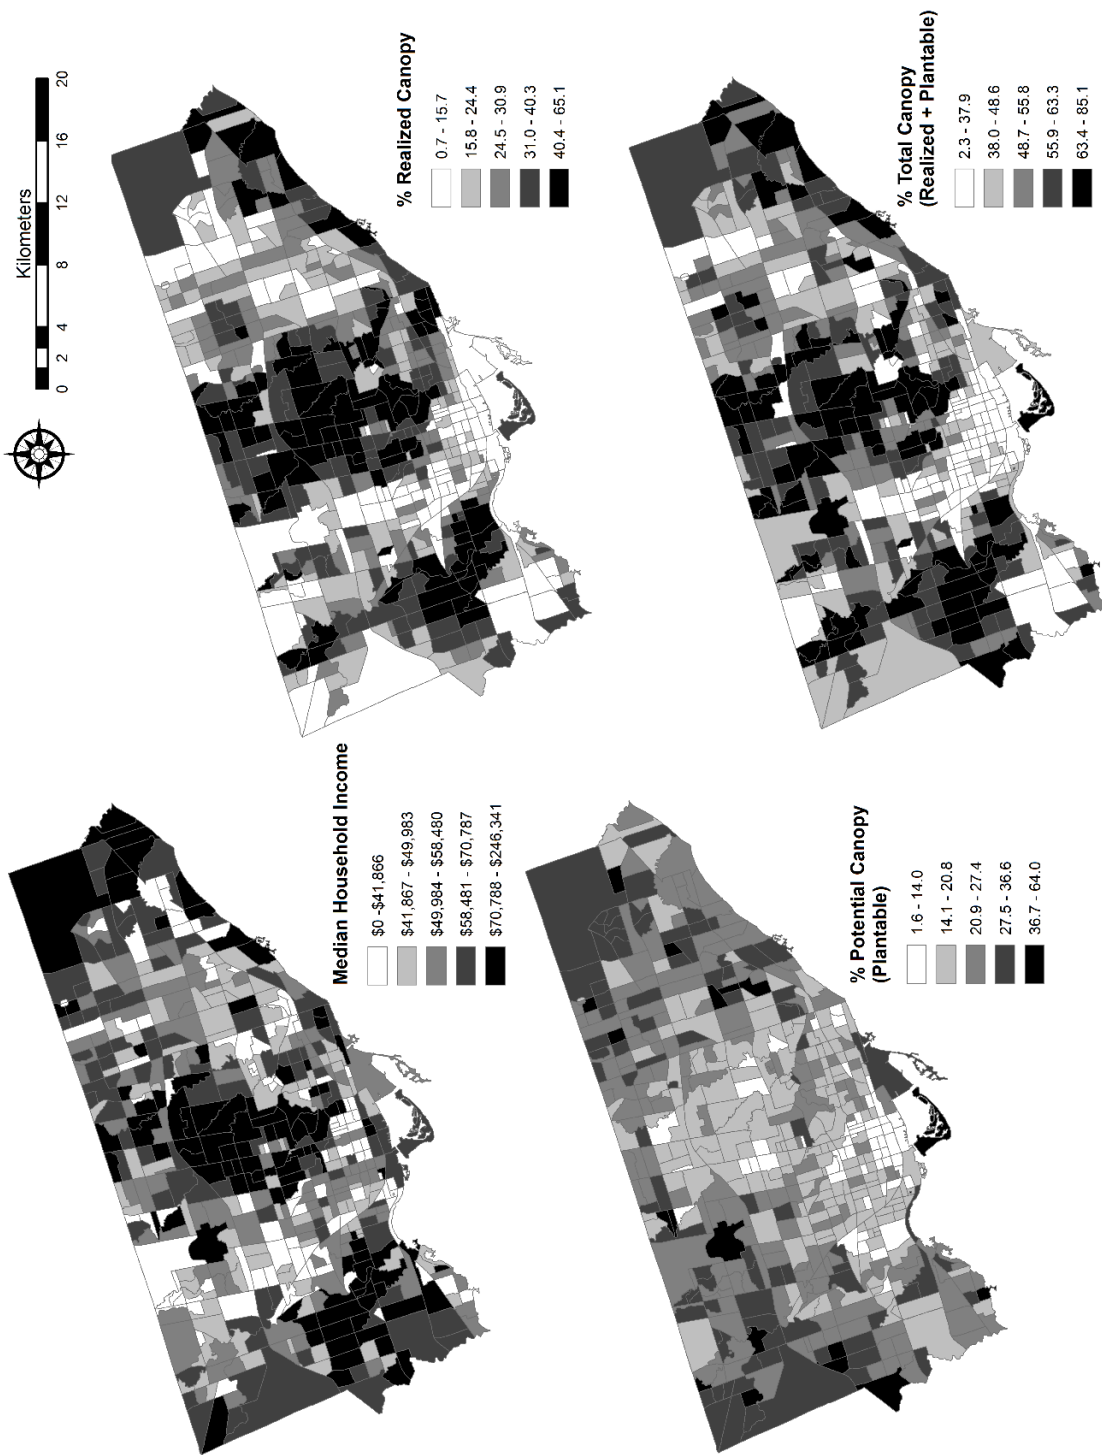 Median Household Income
$0 -$41,866
$41,867 - $49,983
$49,984 - $58,480
$58,481 - $70,787
$70,788 - $246,341
Kilometers
0 2 4 8 12 16 20
% Realized Canopy
0.7 - 15.7
15.8 - 24.4
24.5 - 30.9
31.0 - 40.3
40.4 - 65.1
% Potential Canopy
(Plantable)
1.6 - 14.0
14.1 - 20.8
20.9 - 27.4
27.5 - 36.6
36.7 - 64.0
% Total Canopy
(Realized + Plantable)
2.3 - 37.9
38.0 - 48.6
48.7 - 55.8
55.9 - 63.3
63.4 - 85.1